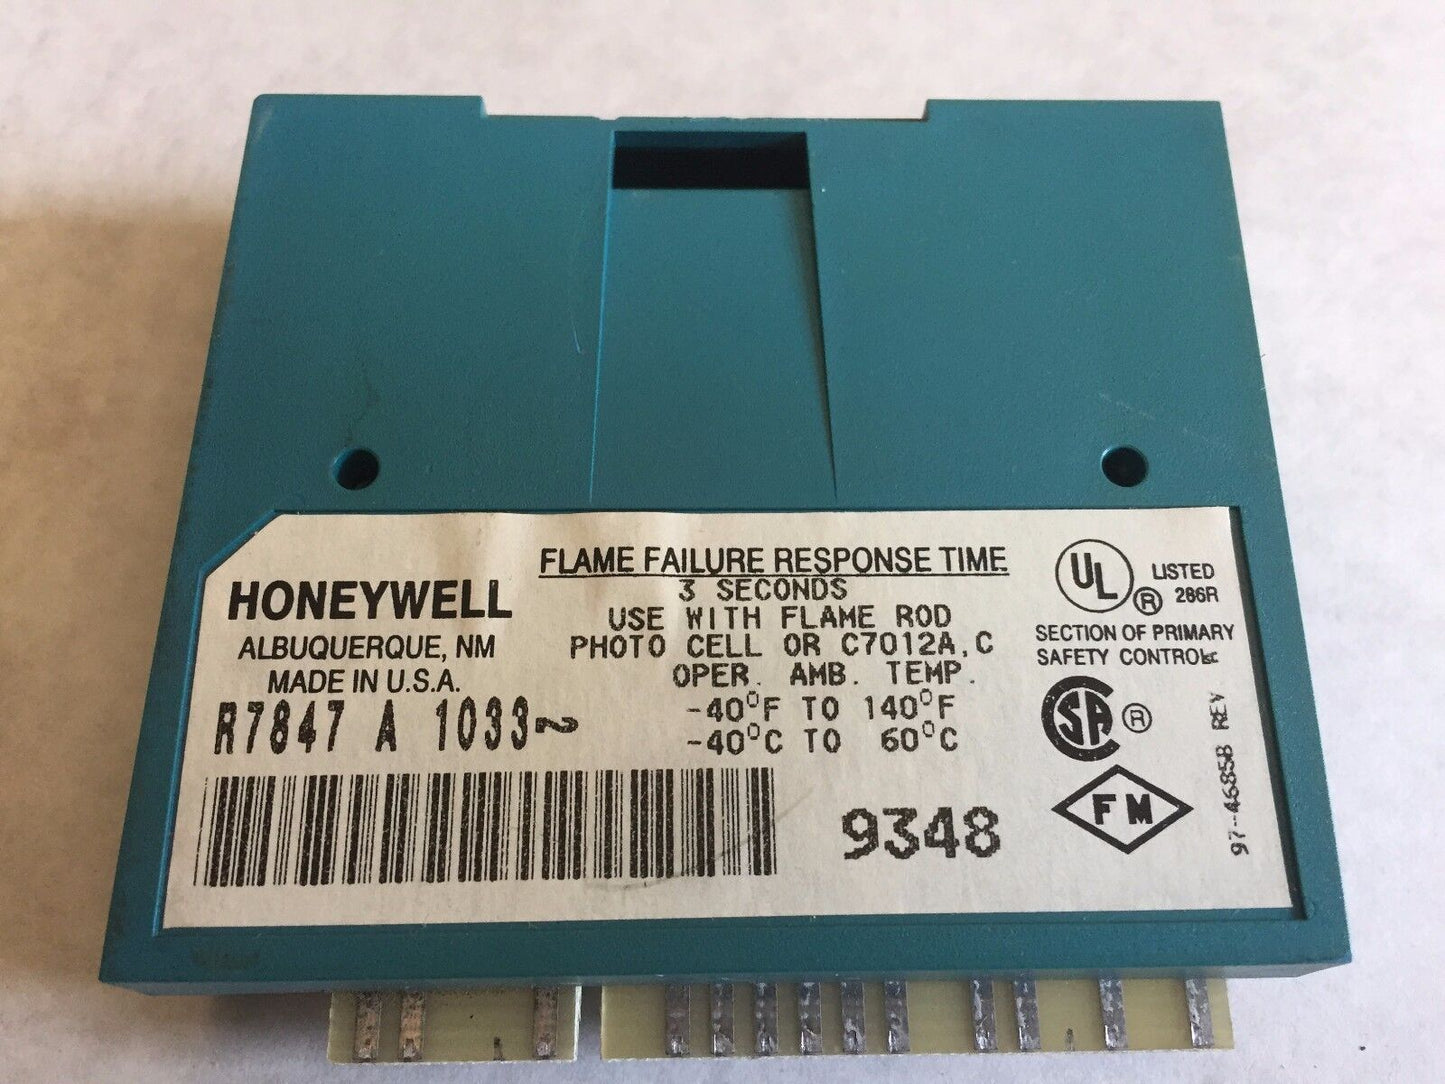 HONEYWELL
ALBUQUERQUE, NM
MADE IN U.S.A.
R7847 A 1033~
FLAME FAILURE RESPONSE TIME
3 SECONDS
USE WITH FLAME ROD
PHOTO CELL OR C7012A,C
OPER. AMB. TEMP.
-40°F TO 140°F
-40°C TO 60°C
9348
UL ® LISTED
286R
SECTION OF PRIMARY
SAFETY CONTROL
SA ®
FM
97-4685B REV